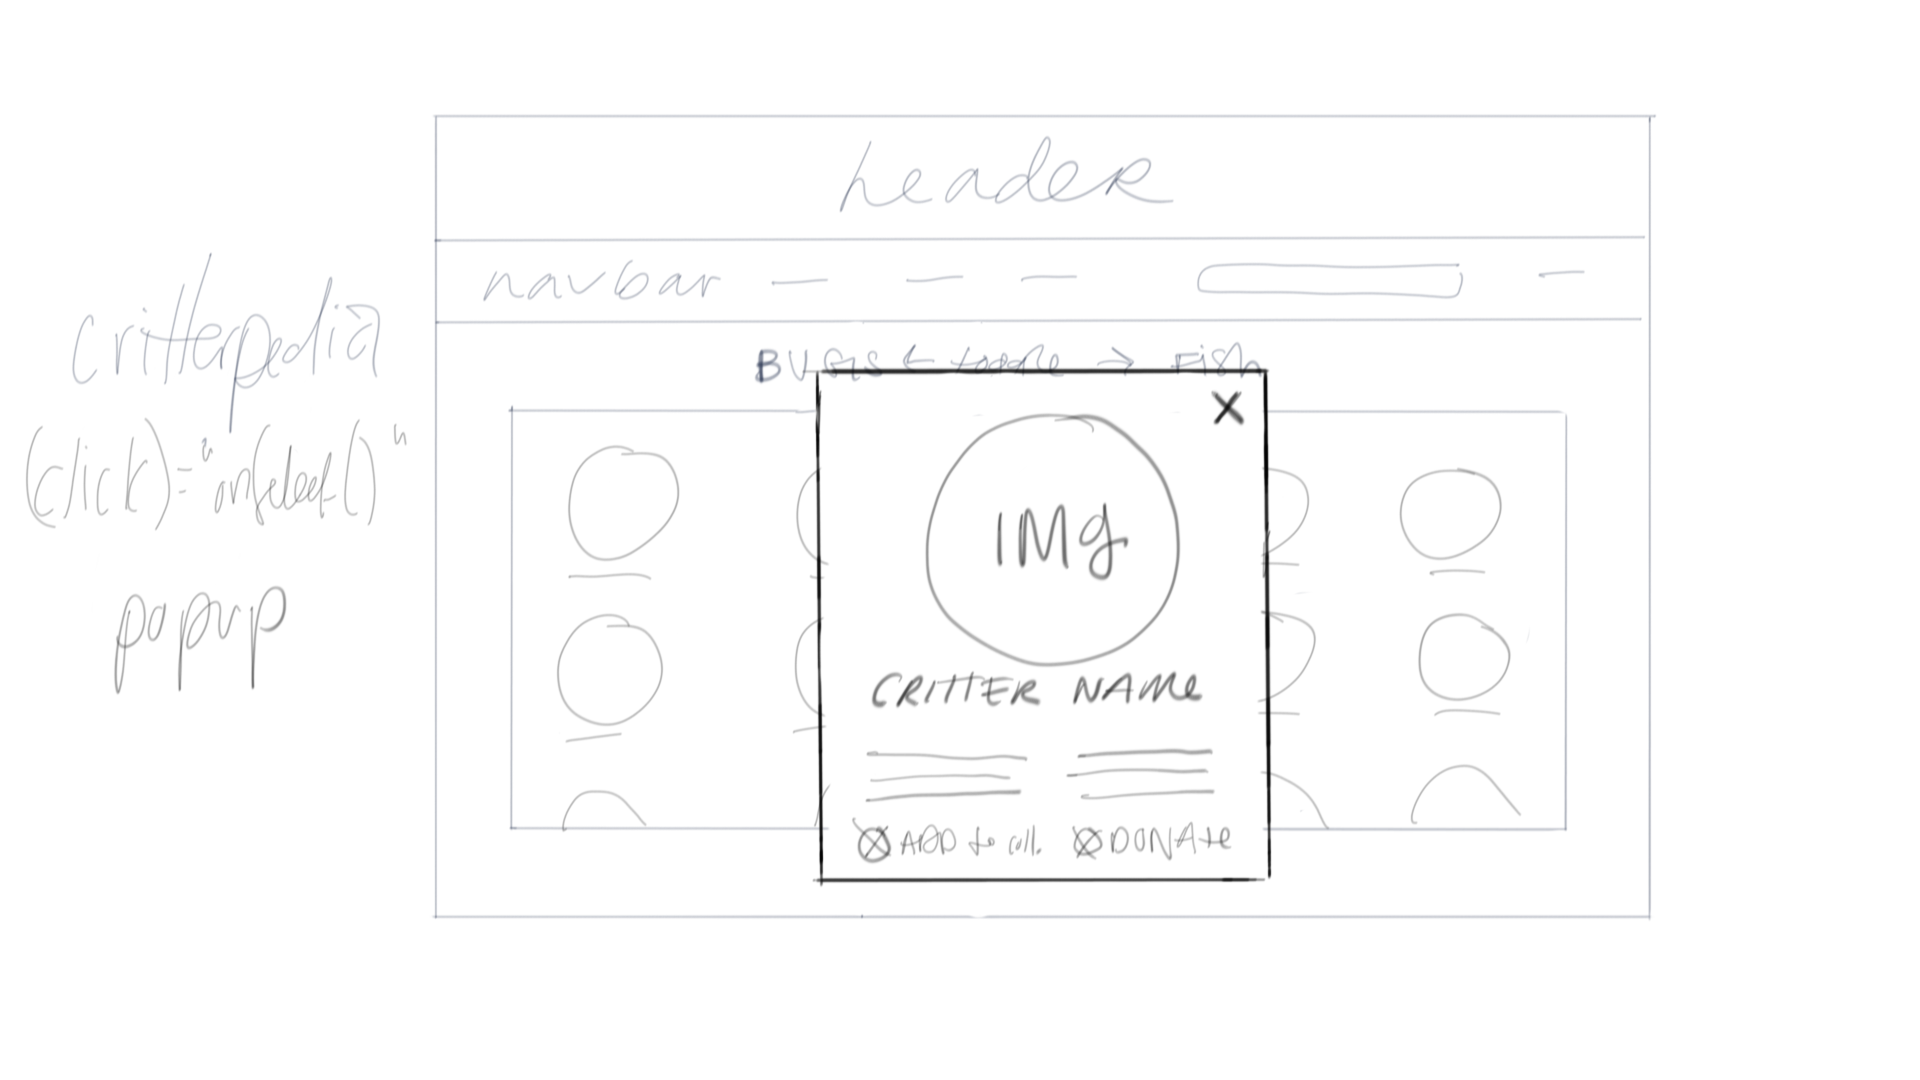 header
navbar
critterpedia
(click)="onselect()"
popup
BUGS ← toggle → Fish
X
IMg
CRITTER NAMe
ADD to coll.
DONAte